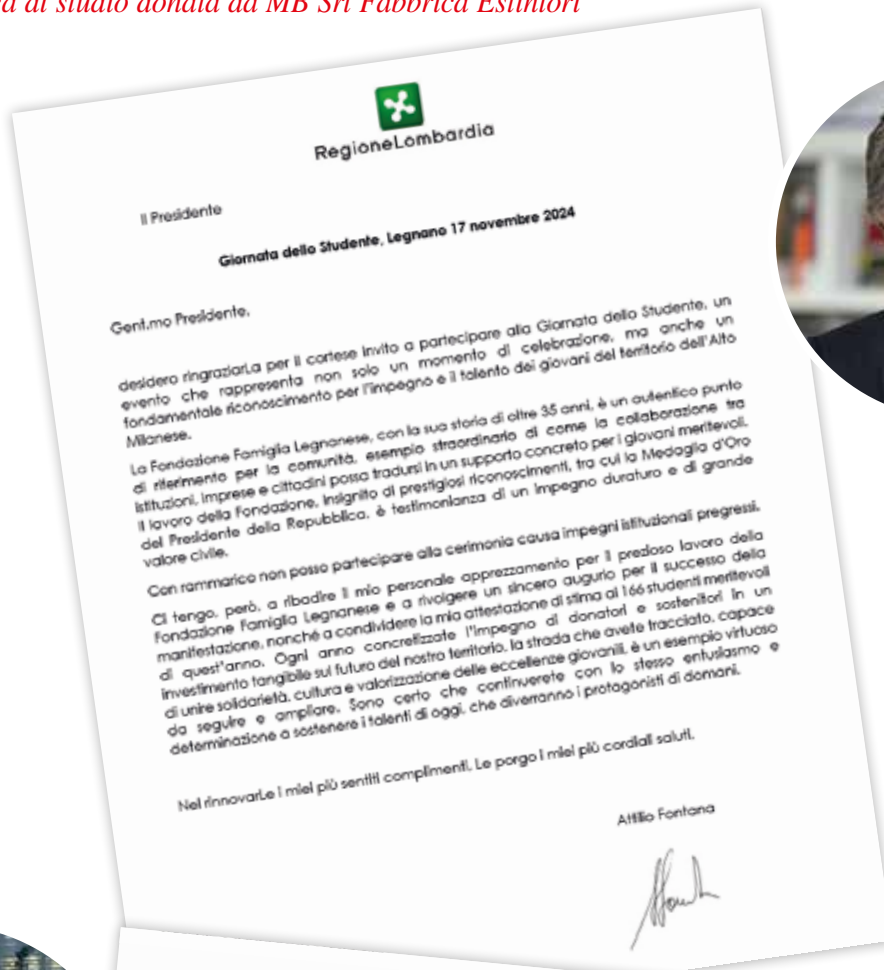 di studio donata da MB Srl Fabbrica Estintori
RegioneLombardia
Il Presidente
Giornata dello Studente, Legnano 17 novembre 2024
Gent.mo Presidente,
desidero ringraziarLa per il cortese invito a partecipare alla Giornata dello Studente, un
evento che rappresenta non solo un momento di celebrazione, ma anche un
fondamentale riconoscimento per l'impegno e il talento dei giovani del territorio dell'Alto
Milanese.
La Fondazione Famiglia Legnanese, con la sua storia di oltre 35 anni, è un autentico punto
di riferimento per la comunità, esempio straordinario di come la collaborazione tra
istituzioni, imprese e cittadini possa tradursi in un supporto concreto per i giovani meritevoli.
Il lavoro della Fondazione, insignito di prestigiosi riconoscimenti, tra cui la Medaglia d'Oro
del Presidente della Repubblica, è testimonianza di un impegno duraturo e di grande
valore civile.
Con rammarico non posso partecipare alla cerimonia causa impegni istituzionali pregressi.
Ci tengo, però, a ribadire il mio personale apprezzamento per il prezioso lavoro della
Fondazione Famiglia Legnanese e a rivolgere un sincero augurio per il successo della
manifestazione, nonché a condividere la mia attestazione di stima ai 166 studenti meritevoli
di quest'anno. Ogni anno concretizzate l'impegno di donatori e sostenitori in un
investimento tangibile sul futuro del nostro territorio, la strada che avete tracciato, capace
di unire solidarietà, cultura e valorizzazione delle eccellenze giovanili, è un esempio virtuoso
da seguire e ampliare. Sono certo che continuerete con lo stesso entusiasmo e
determinazione a sostenere i talenti di oggi, che diverranno i protagonisti di domani.
Nel rinnovarLe i miei più sentiti complimenti, Le porgo i miei più cordiali saluti.
Attilio Fontana